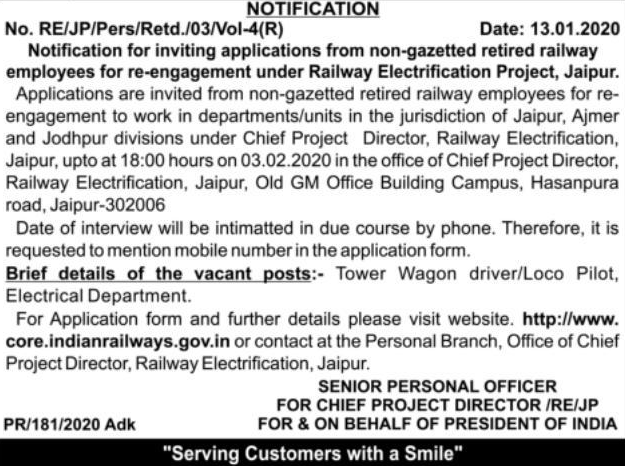 NOTIFICATION
No. RE/JP/Pers/Retd./03/Vol-4(R) Date: 13.01.2020
Notification for inviting applications from non-gazetted retired railway
employees for re-engagement under Railway Electrification Project, Jaipur.
Applications are invited from non-gazetted retired railway employees for re-
engagement to work in departments/units in the jurisdiction of Jaipur, Ajmer
and Jodhpur divisions under Chief Project Director, Railway Electrification,
Jaipur, upto at 18:00 hours on 03.02.2020 in the office of Chief Project Director,
Railway Electrification, Jaipur, Old GM Office Building Campus, Hasanpura
road, Jaipur-302006
Date of interview will be intimatted in due course by phone. Therefore, it is
requested to mention mobile number in the application form.
Brief details of the vacant posts:- Tower Wagon driver/Loco Pilot,
Electrical Department.
For Application form and further details please visit website. http://www.
core.indianrailways.gov.in or contact at the Personal Branch, Office of Chief
Project Director, Railway Electrification, Jaipur.
SENIOR PERSONAL OFFICER
FOR CHIEF PROJECT DIRECTOR /RE/JP
PR/181/2020 Adk FOR & ON BEHALF OF PRESIDENT OF INDIA
"Serving Customers with a Smile"